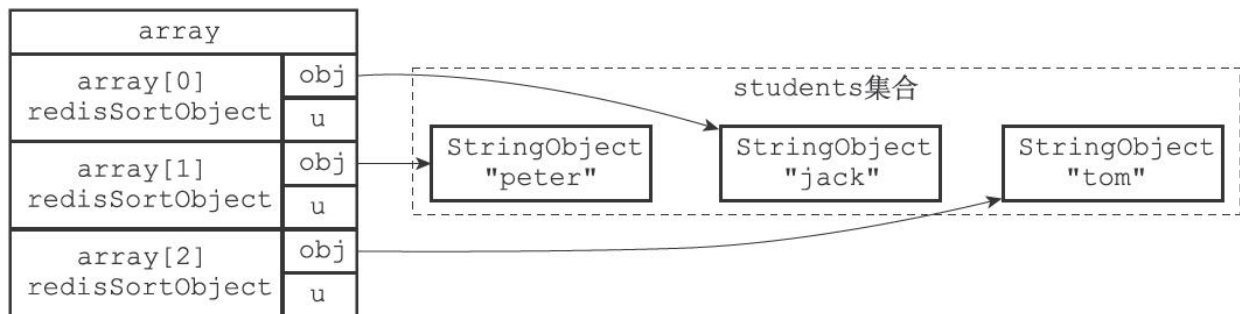 array
array[0]
redisSortObject
obj
u
array[1]
redisSortObject
obj
u
array[2]
redisSortObject
obj
u
students集合
StringObject
"peter"
StringObject
"jack"
StringObject
"tom"